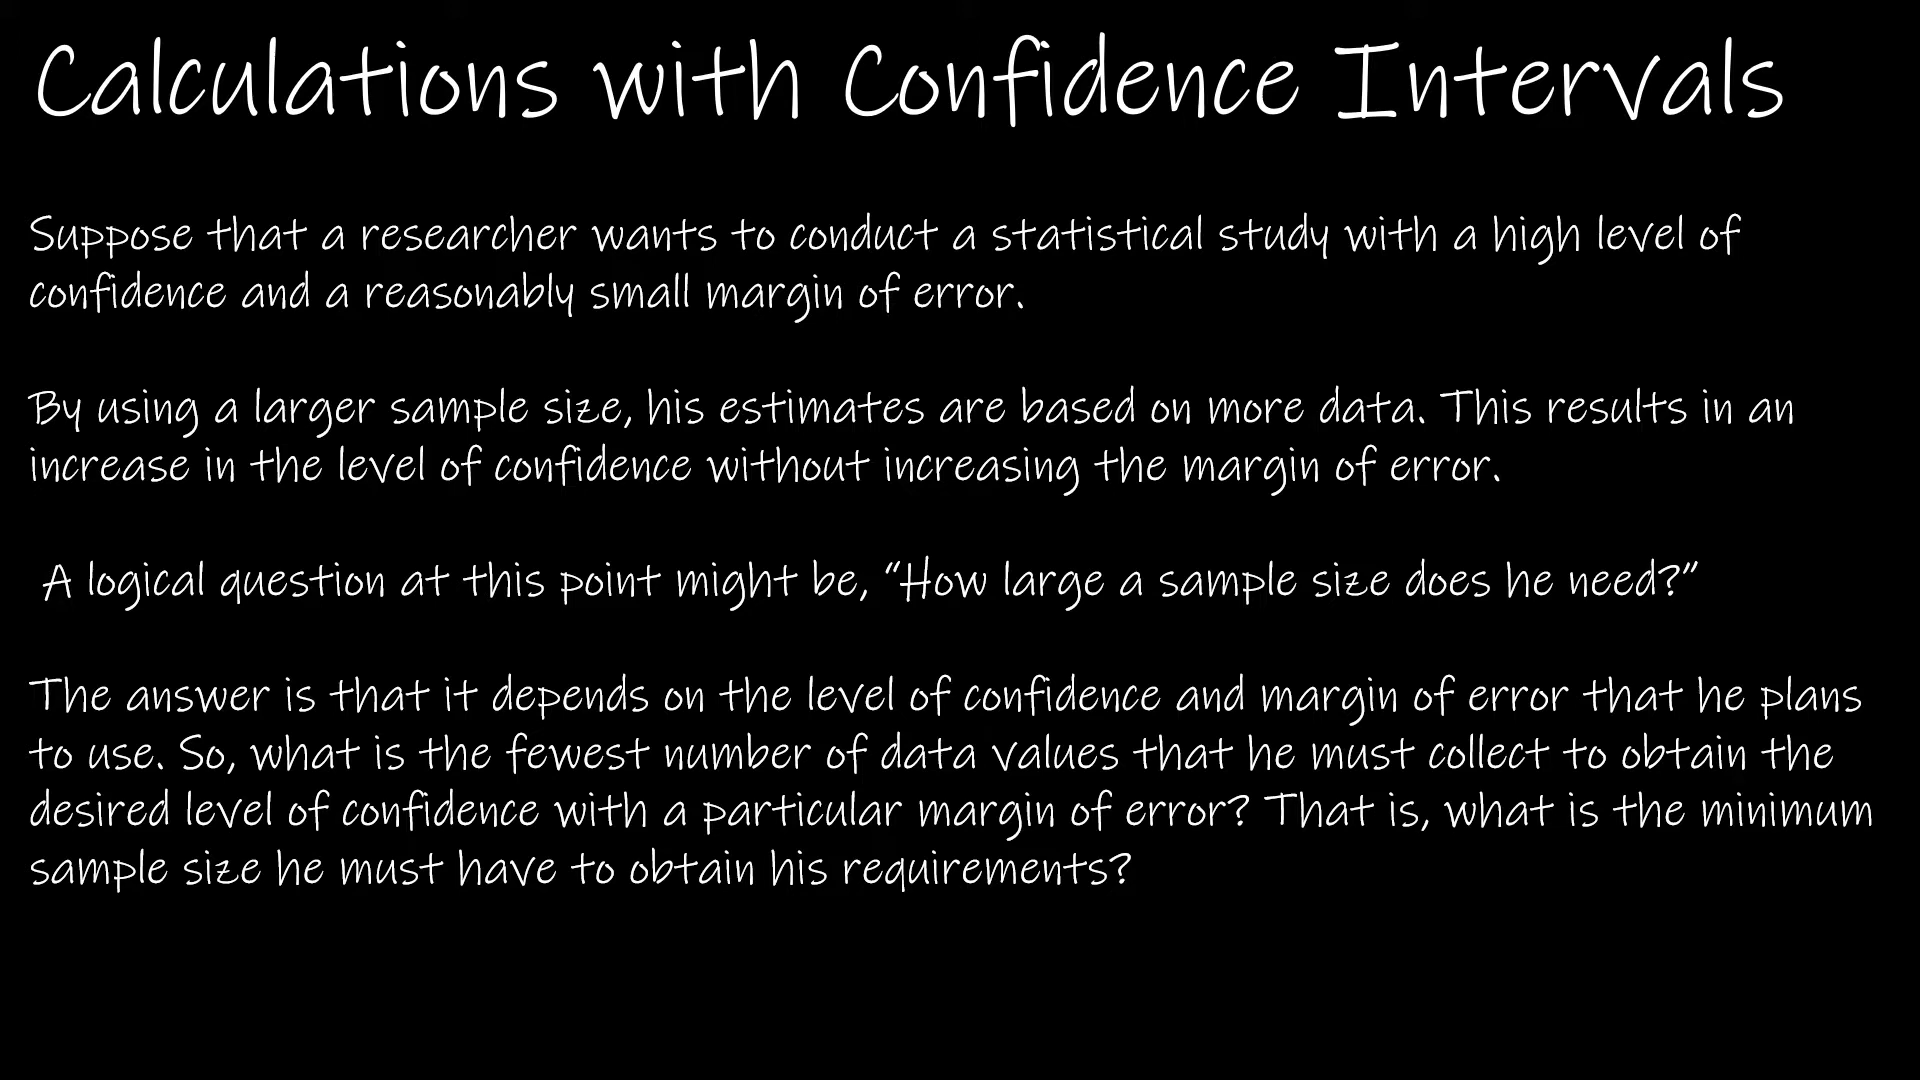 Calculations with Confidence Intervals
Suppose that a researcher wants to conduct a statistical study with a high level of
confidence and a reasonably small margin of error.
By using a larger sample size, his estimates are based on more data. This results in an
increase in the level of confidence without increasing the margin of error.
A logical question at this point might be, “How large a sample size does he need?”
The answer is that it depends on the level of confidence and margin of error that he plans
to use. So, what is the fewest number of data values that he must collect to obtain the
desired level of confidence with a particular margin of error? That is, what is the minimum
sample size he must have to obtain his requirements?